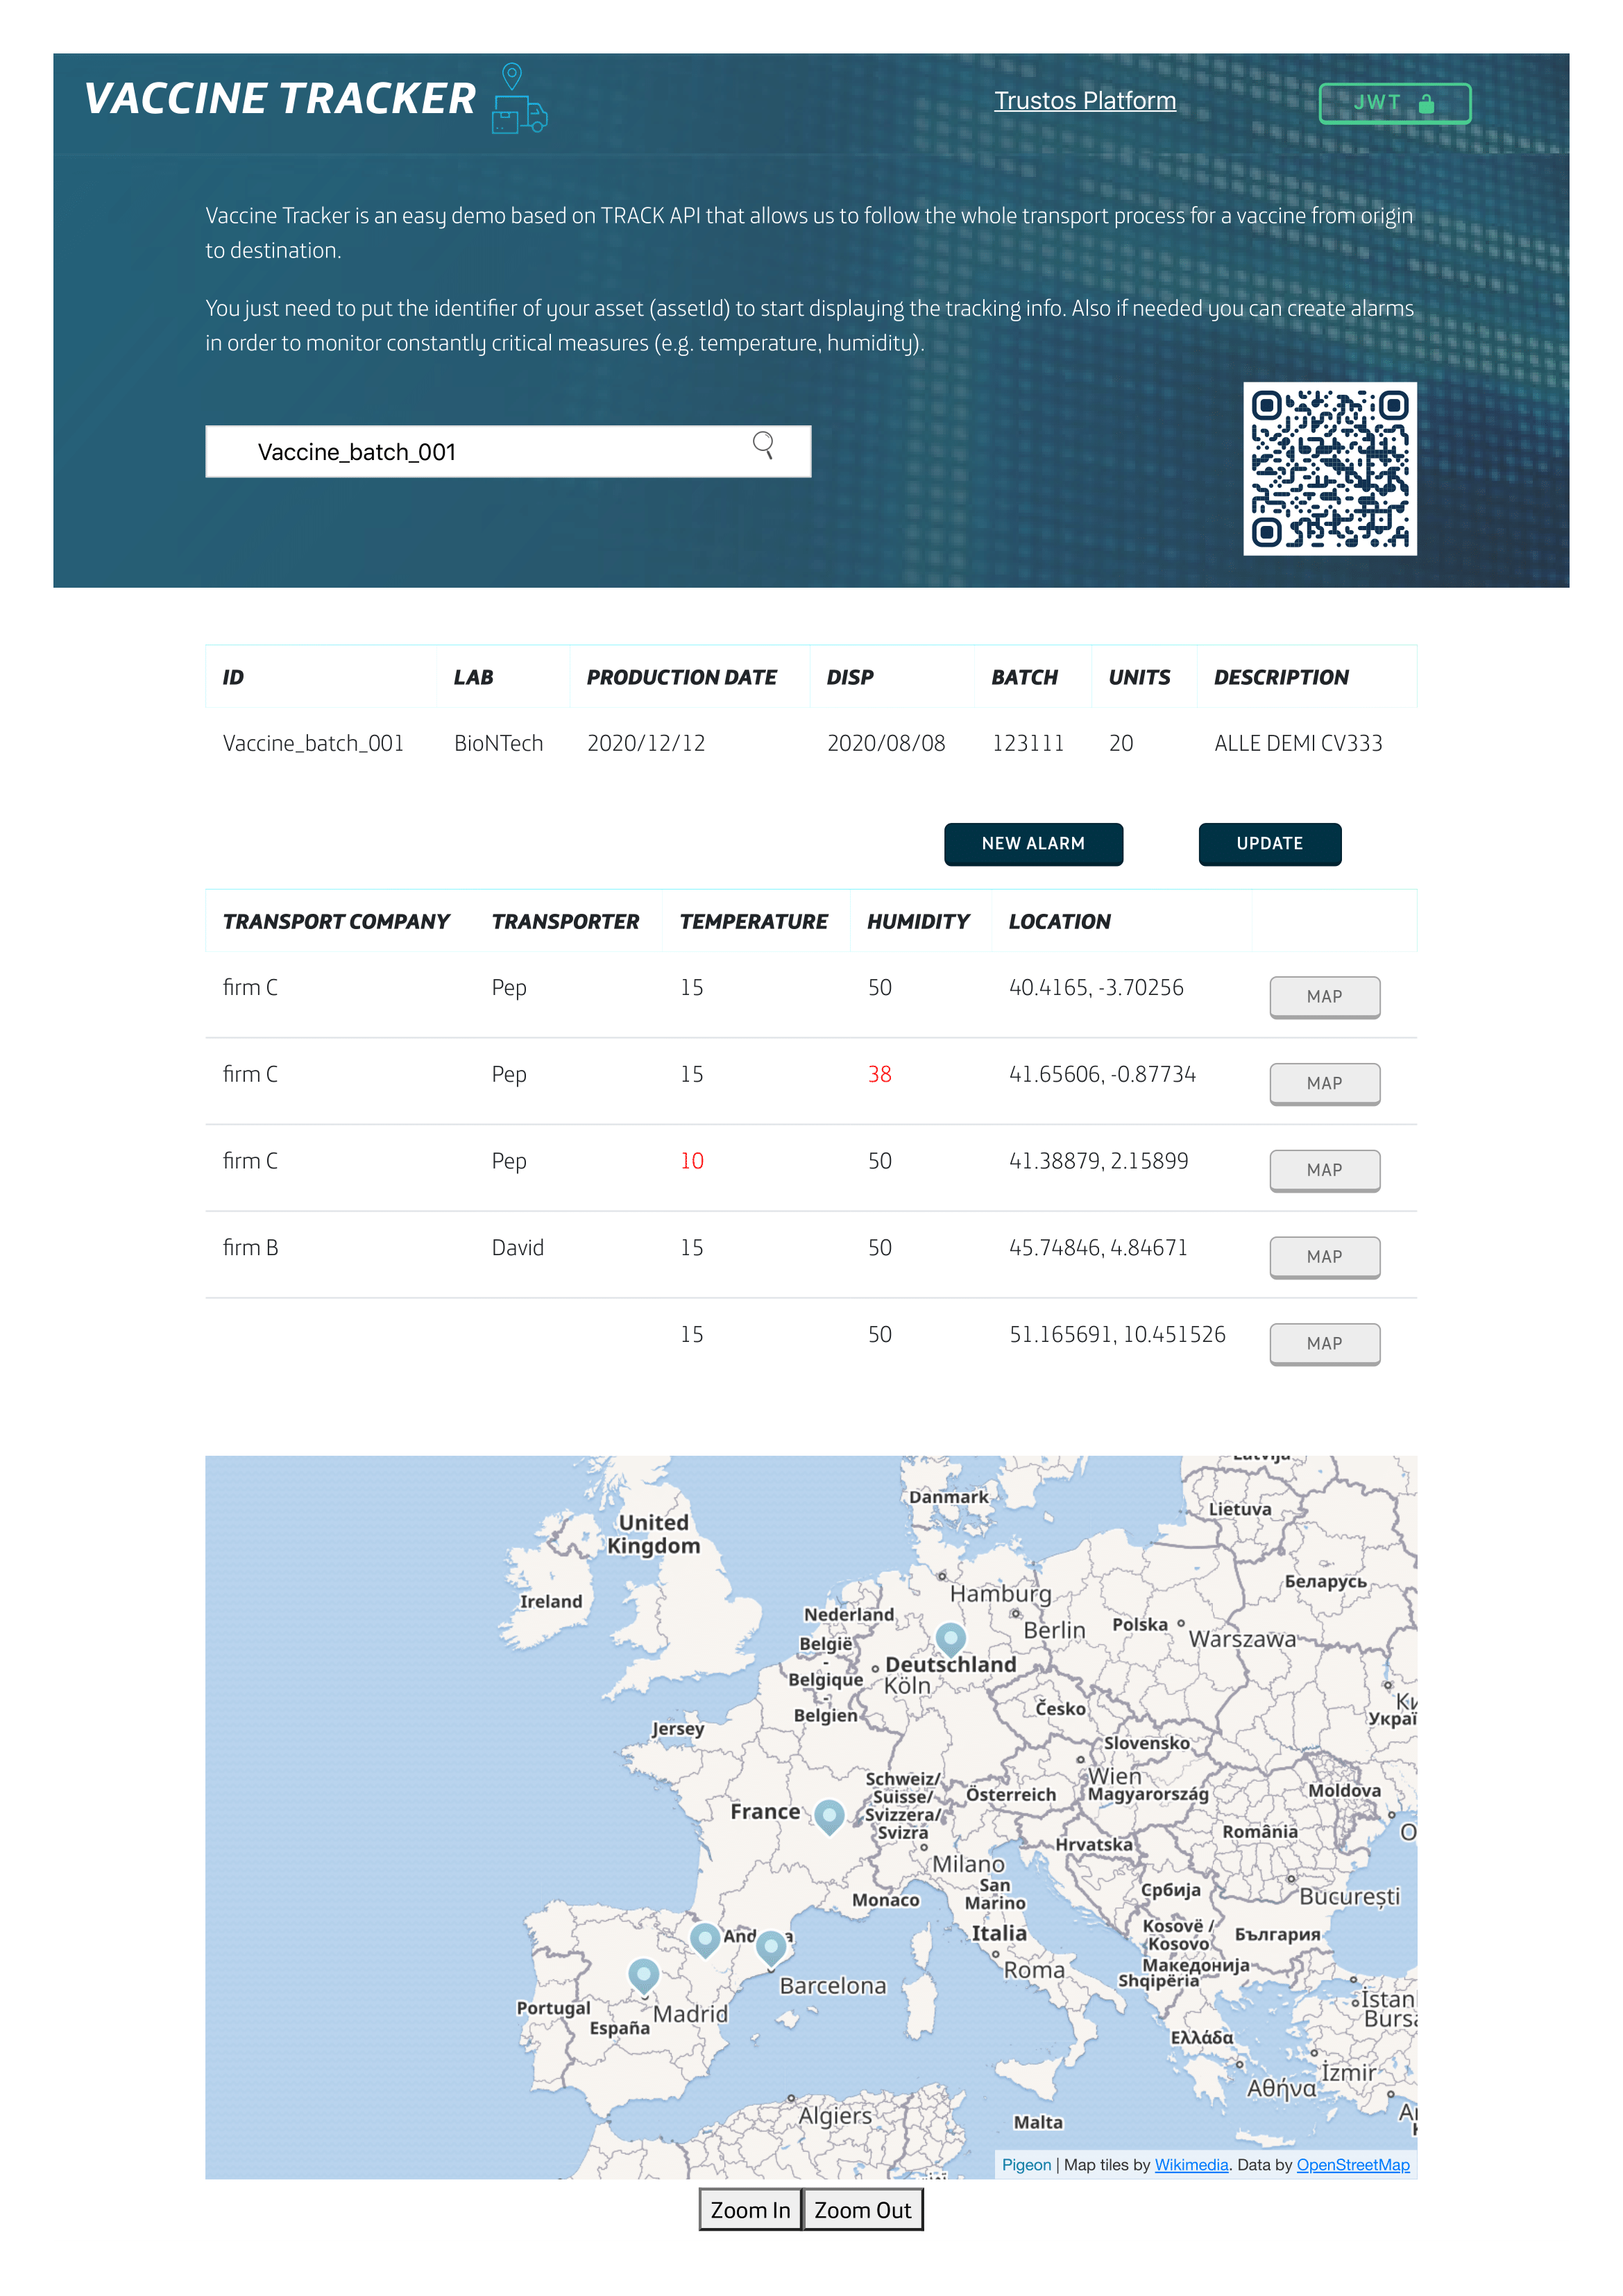 VACCINE TRACKER
Trustos Platform
JWT
Vaccine Tracker is an easy demo based on TRACK API that allows us to follow the whole transport process for a vaccine from origin
to destination.
You just need to put the identifier of your asset (assetId) to start displaying the tracking info. Also if needed you can create alarms
in order to monitor constantly critical measures (e.g. temperature, humidity).
Vaccine_batch_001
ID LAB PRODUCTION DATE DISP BATCH UNITS DESCRIPTION
Vaccine_batch_001 BioNTech 2020/12/12 2020/08/08 123111 20 ALLE DEMI CV333
NEW ALARM UPDATE
TRANSPORT COMPANY TRANSPORTER TEMPERATURE HUMIDITY LOCATION
firm C Pep 15 50 40.4165, -3.70256 MAP
firm C Pep 15 38 41.65606, -0.87734 MAP
firm C Pep 10 50 41.38879, 2.15899 MAP
firm B David 15 50 45.74846, 4.84671 MAP
15 50 51.165691, 10.451526 MAP
Danmark
Lietuva
United
Kingdom
Беларусь
Hamburg
Ireland
Nederland
Berlin
Polska
Warszawa
België
-
Belgique
-
Belgien
Deutschland
Köln
Česko
Jersey
Slovensko
Wien
Magyarország
Schweiz/
Suisse/
Svizzera/
Svizra
Österreich
Moldova
France
România
Hrvatska
Milano
San
Marino
Monaco
Србија
București
Italia
Kosovë /
Kosovo
България
Roma
Македонија
Shqipëria
Barcelona
Madrid
Portugal
España
Ελλάδα
İzmir
Αθήνα
Algiers
Malta
Pigeon | Map tiles by Wikimedia. Data by OpenStreetMap
Zoom In Zoom Out